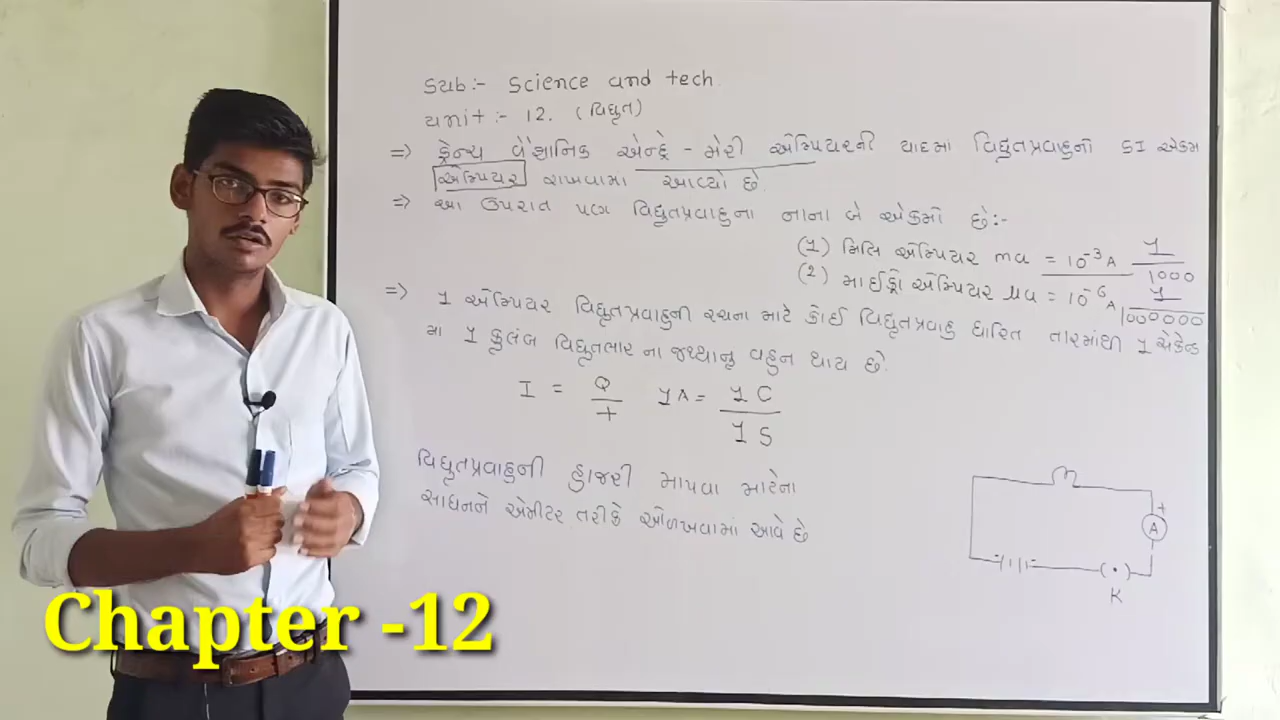 Sub:- Science and tech.
unit:- 12. (વિદ્યુત)
=> ફ્રેન્ચ વૈજ્ઞાનિક એન્દ્રે - મેરી એમ્પિયરની યાદમાં વિદ્યુતપ્રવાહનો SI એકમ
એમ્પિયર રાખવામા આવ્યો છે.
=> આ ઉપરાત પણ વિદ્યુતપ્રવાહના નાના બે એકમો છે:-
(1) મિલિ એમ્પિયર mv = 10⁻³A 1/1000
(2) માઈક્રો એમ્પિયર μv = 10⁻⁶A 1/1000000
=> 1 એમ્પિયર વિદ્યુતપ્રવાહની રચના માટે કોઈ વિદ્યુતપ્રવાહ ધારિત તારમાંથી 1 સેકેન્ડ
મા 1 કુલંબ વિદ્યુતભાર ના જથ્થાનુ વહન થાય છે.
I = Q/t 1A = 1C/1S
વિદ્યુતપ્રવાહની હાજરી માપવા માટેના
સાધનને એમીટર તરીકે ઓળખવામાં આવે છે
+
A
K
Chapter -12